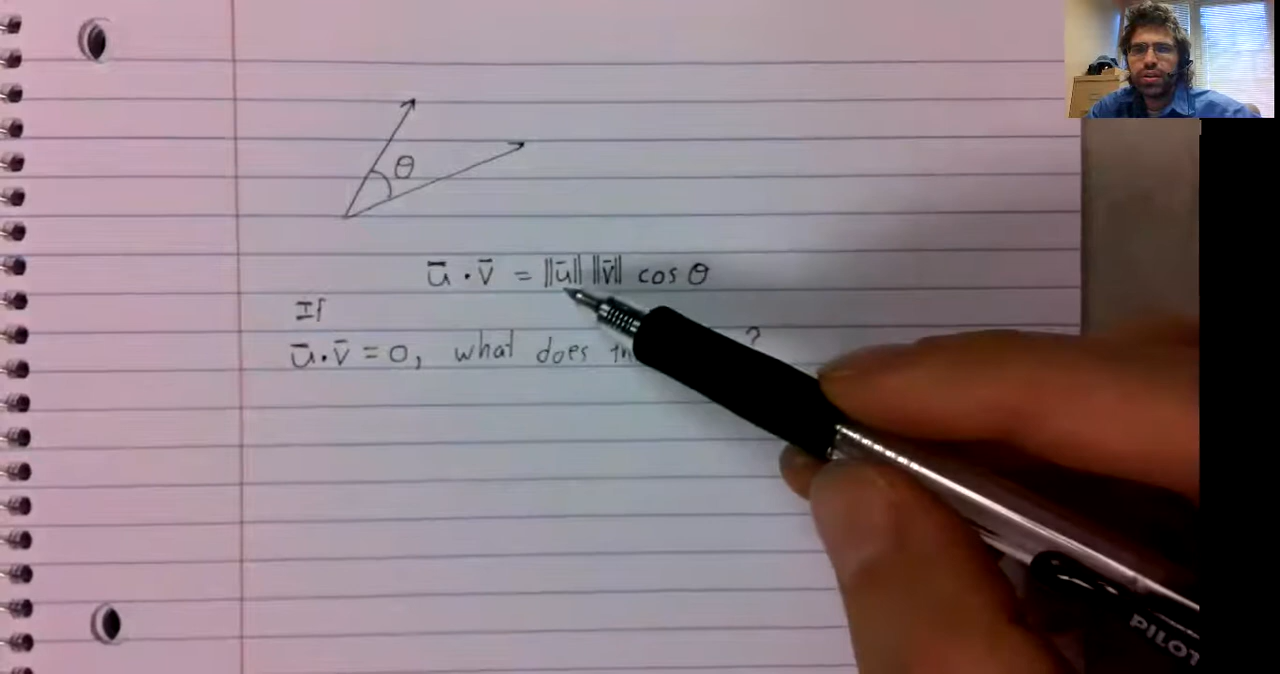 θ
ū · v̄ = ||ū|| ||v̄|| cos θ
If
ū · v̄ = 0, what does ?
PILOT